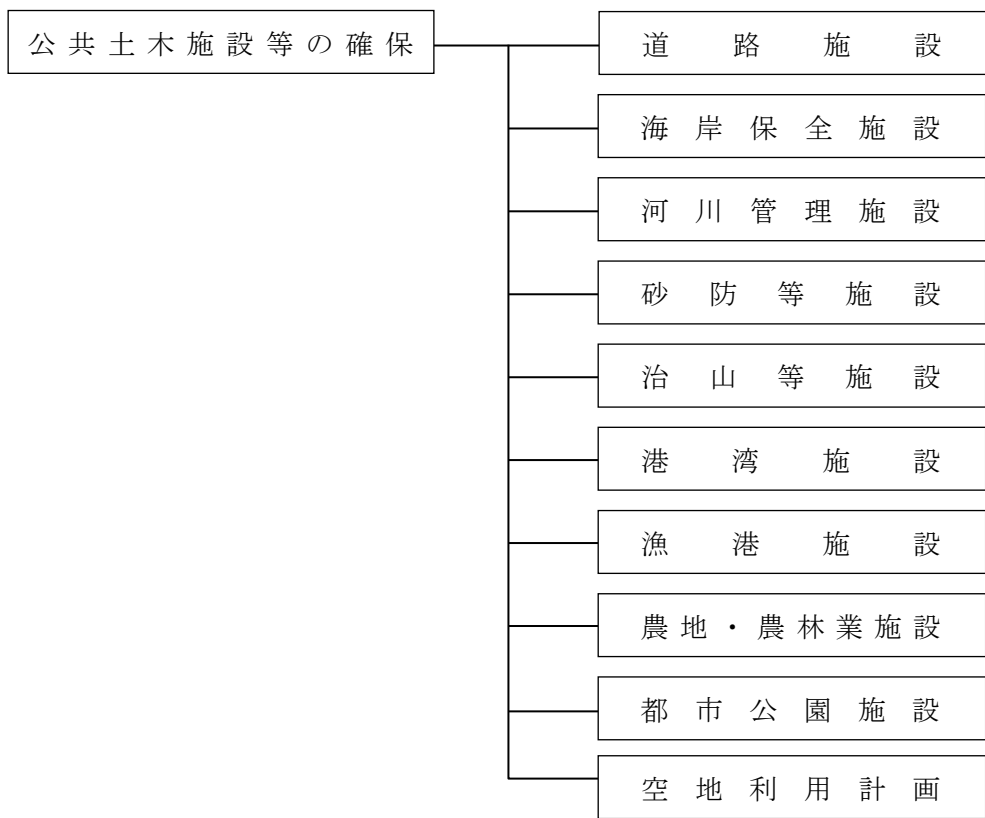 公共土木施設等の確保
道路施設
海岸保全施設
河川管理施設
砂防等施設
治山等施設
港湾施設
漁港施設
農地・農林業施設
都市公園施設
空地利用計画